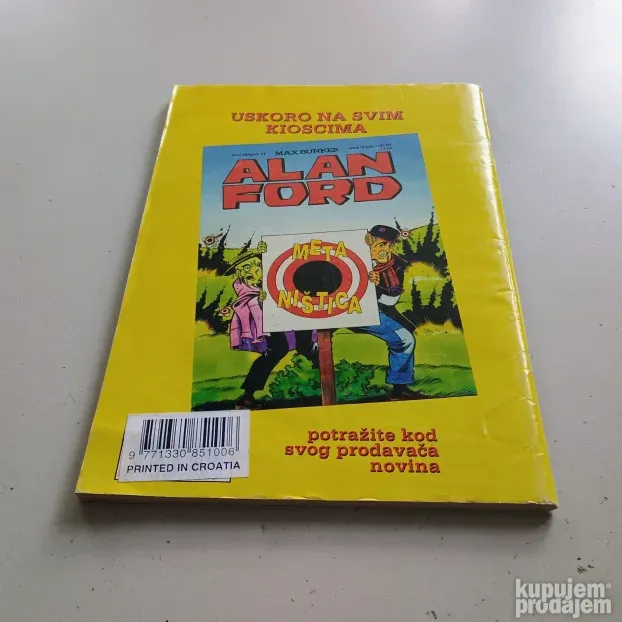 USKORO NA SVIM
KIOSCIMA
MAX BUNKER
ALAN
FORD
META
NIŠTICA
9 771330 851006
PRINTED IN CROATIA
potražite kod
svog prodavača
novina
kupujem
prodajem